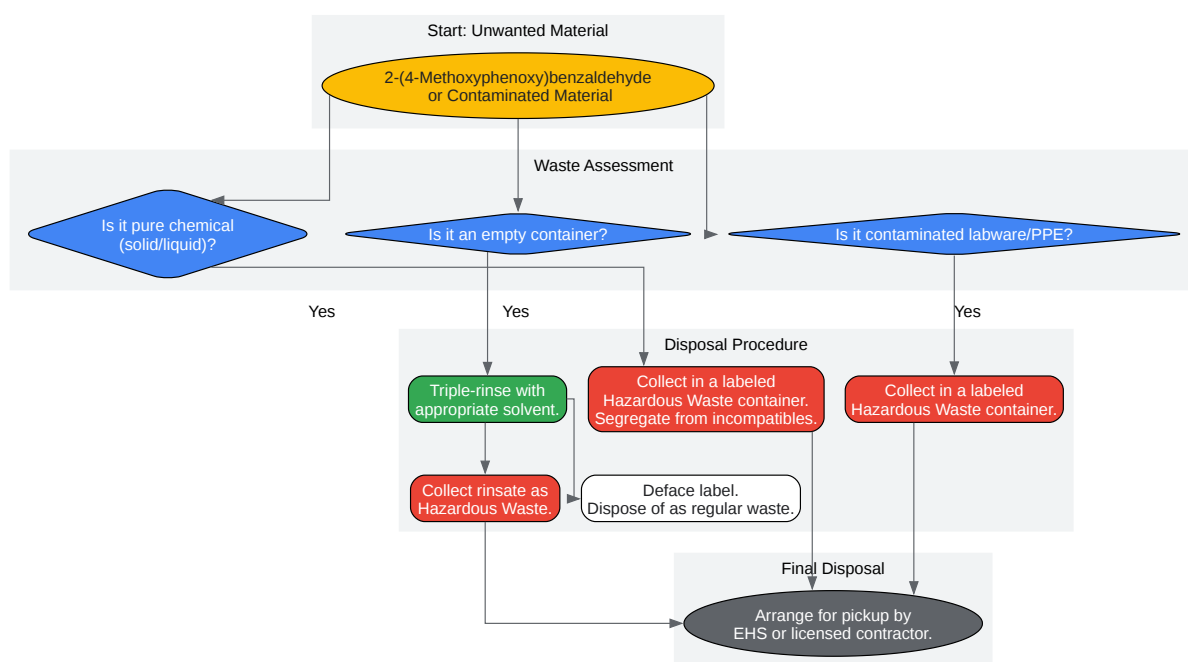 Start: Unwanted Material
2-(4-Methoxyphenoxy)benzaldehyde
or Contaminated Material
Waste Assessment
Is it pure chemical
(solid/liquid)?
Is it an empty container?
Is it contaminated labware/PPE?
Yes
Yes
Yes
Disposal Procedure
Triple-rinse with
appropriate solvent.
Collect in a labeled
Hazardous Waste container.
Segregate from incompatibles.
Collect in a labeled
Hazardous Waste container.
Collect rinsate as
Hazardous Waste.
Deface label.
Dispose of as regular waste.
Final Disposal
Arrange for pickup by
EHS or licensed contractor.